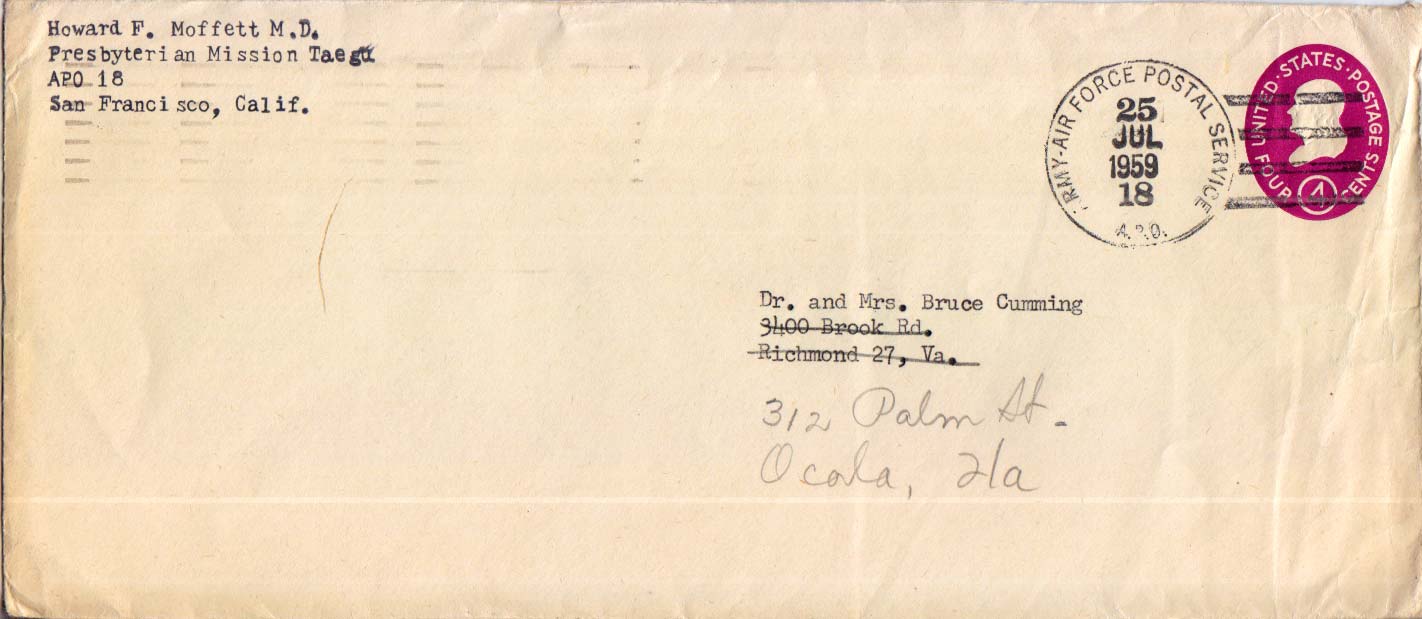 Howard F. Moffett M.D.
Presbyterian Mission Taegu
APO 18
San Francisco, Calif.
ARMY-AIR FORCE POSTAL SERVICE
25
JUL
1959
18
A.P.O.
UNITED STATES POSTAGE
FOUR 4 CENTS
Dr. and Mrs. Bruce Cumming
3400 Brook Rd.
Richmond 27, Va.
312 Palm St.
Ocala, Fla